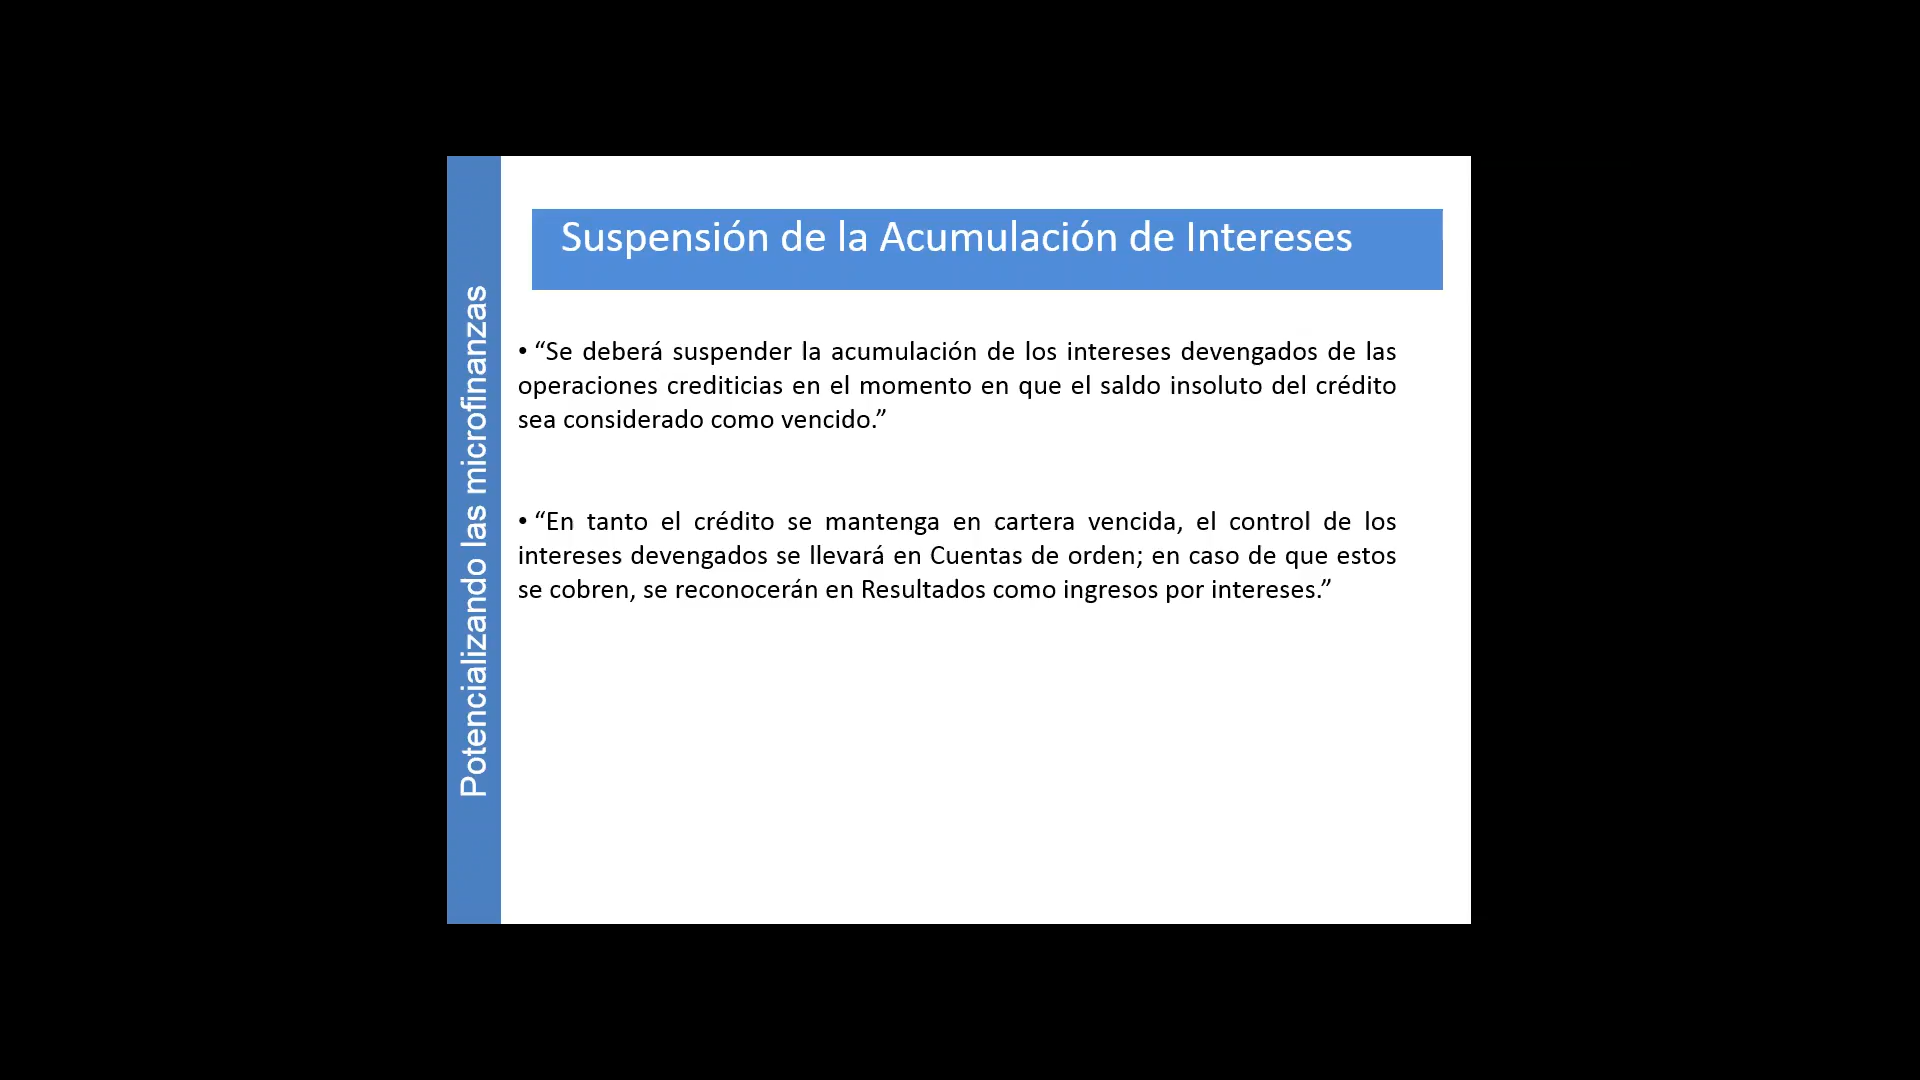 Potencializando las microfinanzas
Suspensión de la Acumulación de Intereses
• “Se deberá suspender la acumulación de los intereses devengados de las
operaciones crediticias en el momento en que el saldo insoluto del crédito
sea considerado como vencido.”
• “En tanto el crédito se mantenga en cartera vencida, el control de los
intereses devengados se llevará en Cuentas de orden; en caso de que estos
se cobren, se reconocerán en Resultados como ingresos por intereses.”